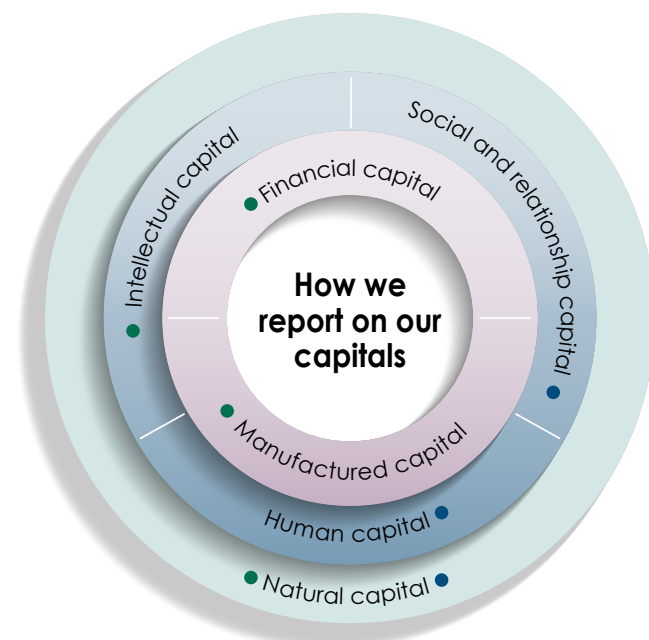 Social and relationship capital
Intellectual capital
Financial capital
How we
report on our
capitals
Manufactured capital
Human capital
Natural capital